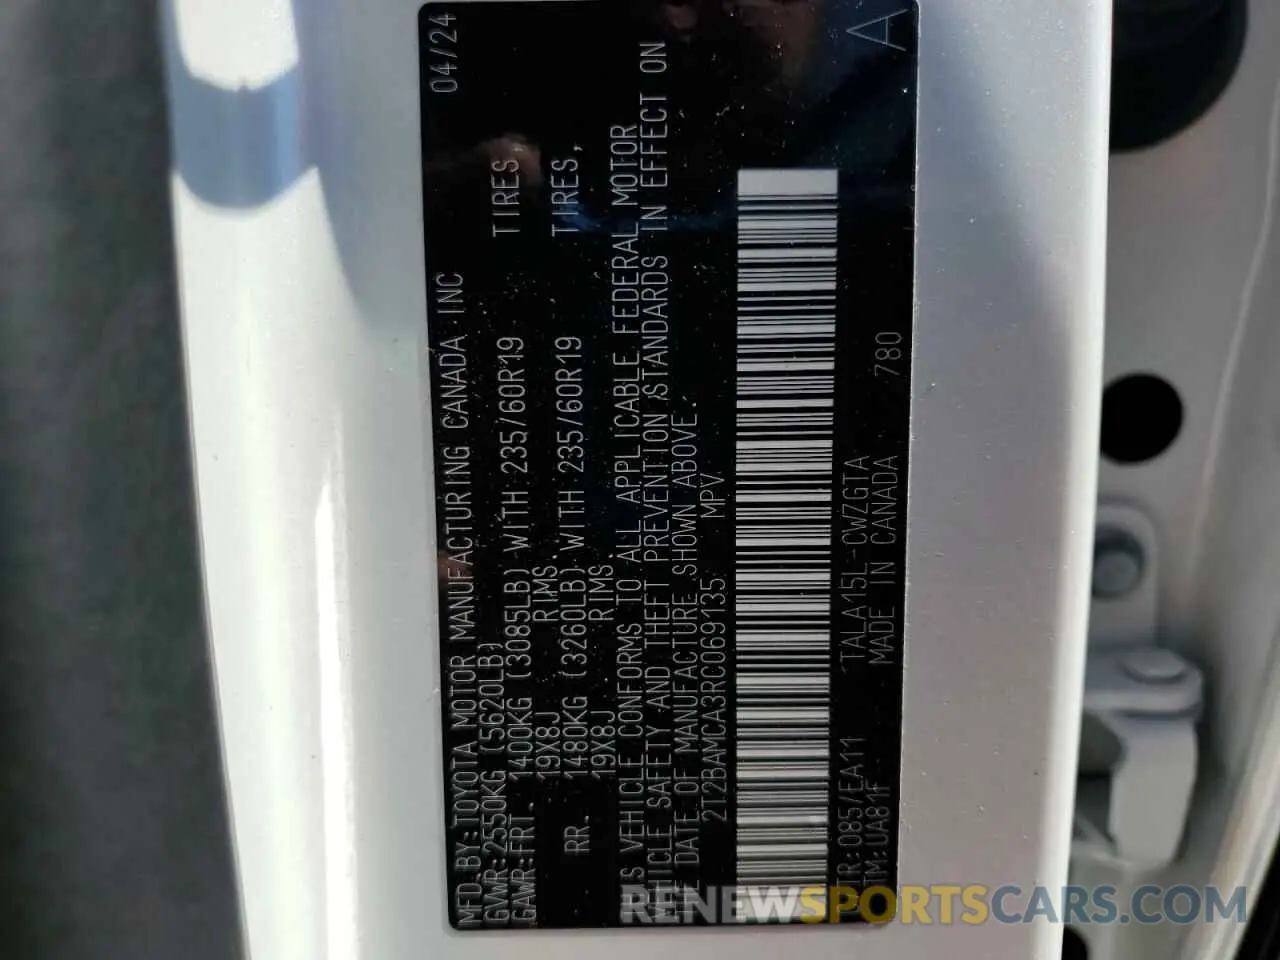 MFD.BY:TOYOTA MOTOR MANUFACTURING CANADA INC 04/24
GVWR:2550KG (5620LB)
GAWR:FRT. 1400KG (3085LB) WITH 235/60R19 TIRES,
19X8J RIMS.
RR. 1480KG (3260LB) WITH 235/60R19 TIRES,
19X8J RIMS.
THIS VEHICLE CONFORMS TO ALL APPLICABLE FEDERAL MOTOR
VEHICLE SAFETY AND THEFT PREVENTION STANDARDS IN EFFECT ON
THE DATE OF MANUFACTURE SHOWN ABOVE.
2T2BAMCA3RC069135 MPV A
C/TR:085/EA11 TALA15L-CWZGTA
A/TM:UA81F MADE IN CANADA 780
RENEWSPORTSCARS.COM